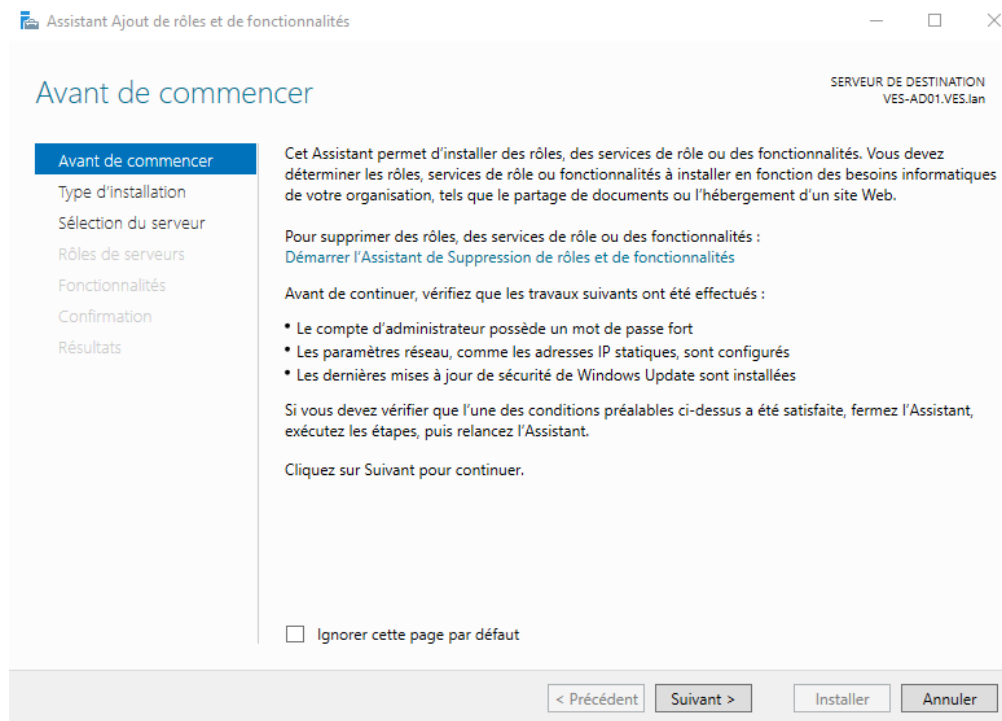 Assistant Ajout de rôles et de fonctionnalités
Avant de commencer
SERVEUR DE DESTINATION
VES-AD01.VES.lan
Avant de commencer
Type d'installation
Sélection du serveur
Rôles de serveurs
Fonctionnalités
Confirmation
Résultats
Cet Assistant permet d'installer des rôles, des services de rôle ou des fonctionnalités. Vous devez
déterminer les rôles, services de rôle ou fonctionnalités à installer en fonction des besoins informatiques
de votre organisation, tels que le partage de documents ou l'hébergement d'un site Web.
Pour supprimer des rôles, des services de rôle ou des fonctionnalités :
Démarrer l'Assistant de Suppression de rôles et de fonctionnalités
Avant de continuer, vérifiez que les travaux suivants ont été effectués :
• Le compte d'administrateur possède un mot de passe fort
• Les paramètres réseau, comme les adresses IP statiques, sont configurés
• Les dernières mises à jour de sécurité de Windows Update sont installées
Si vous devez vérifier que l'une des conditions préalables ci-dessus a été satisfaite, fermez l'Assistant,
exécutez les étapes, puis relancez l'Assistant.
Cliquez sur Suivant pour continuer.
Ignorer cette page par défaut
< Précédent
Suivant >
Installer
Annuler